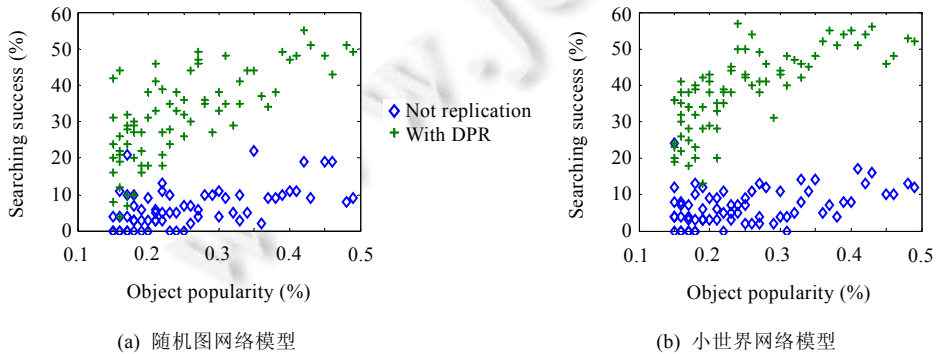 60
50
40
30
20
10
0
0.1 0.2 0.3 0.4 0.5
Searching success (%)
Object popularity (%)
Not replication
With DPR
60
50
40
30
20
10
0
0.1 0.2 0.3 0.4 0.5
Searching success (%)
Object popularity (%)
(a) 随机图网络模型
(b) 小世界网络模型